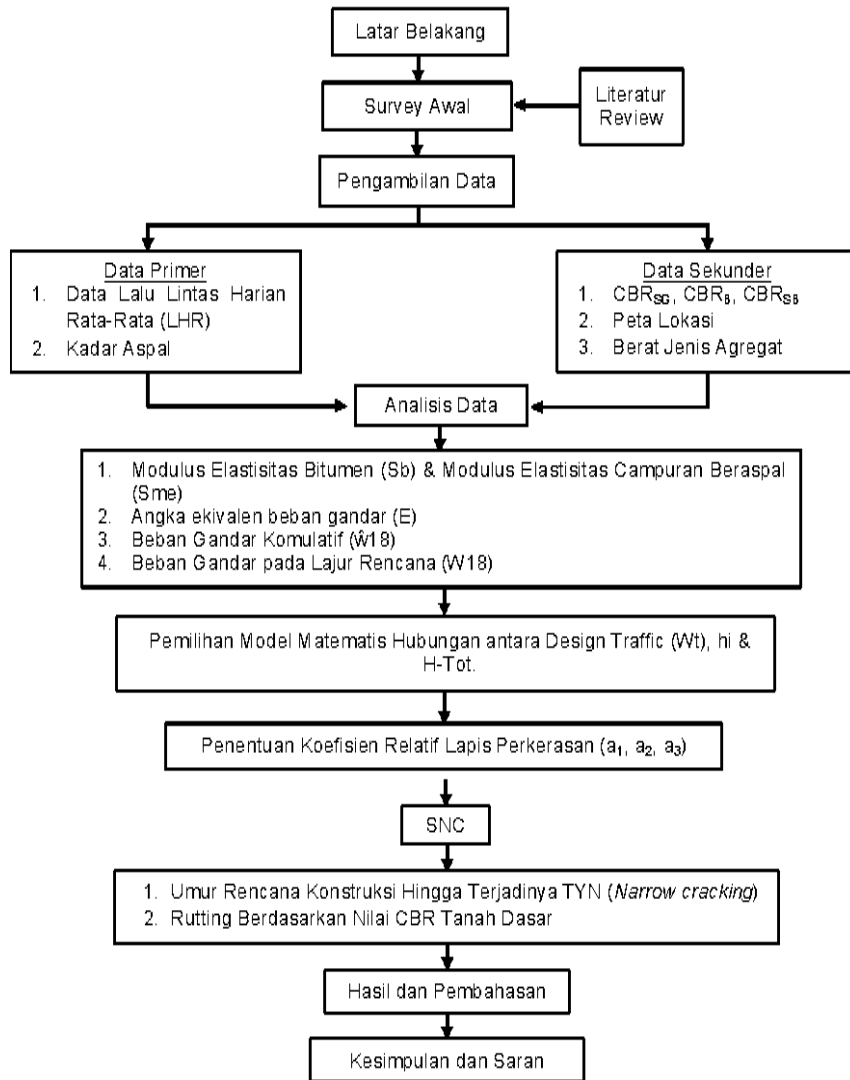 Latar Belakang
Survey Awal
Literatur
Review
Pengambilan Data
Data Primer
1. Data Lalu Lintas Harian
Rata-Rata (LHR)
2. Kadar Aspal
Data Sekunder
1. CBR_SG, CBR_B, CBR_SB
2. Peta Lokasi
3. Berat Jenis Agregat
Analisis Data
1. Modulus Elastisitas Bitumen (Sb) & Modulus Elastisitas Campuran Beraspal
(Sme)
2. Angka ekivalen beban gandar (E)
3. Beban Gandar Komulatif (ŵ18)
4. Beban Gandar pada Lajur Rencana (W18)
Pemilihan Model Matematis Hubungan antara Design Traffic (Wt), hi &
H-Tot.
Penentuan Koefisien Relatif Lapis Perkerasan (a₁, a₂, a₃)
SNC
1. Umur Rencana Konstruksi Hingga Terjadinya TYN (Narrow cracking)
2. Rutting Berdasarkan Nilai CBR Tanah Dasar
Hasil dan Pembahasan
Kesimpulan dan Saran